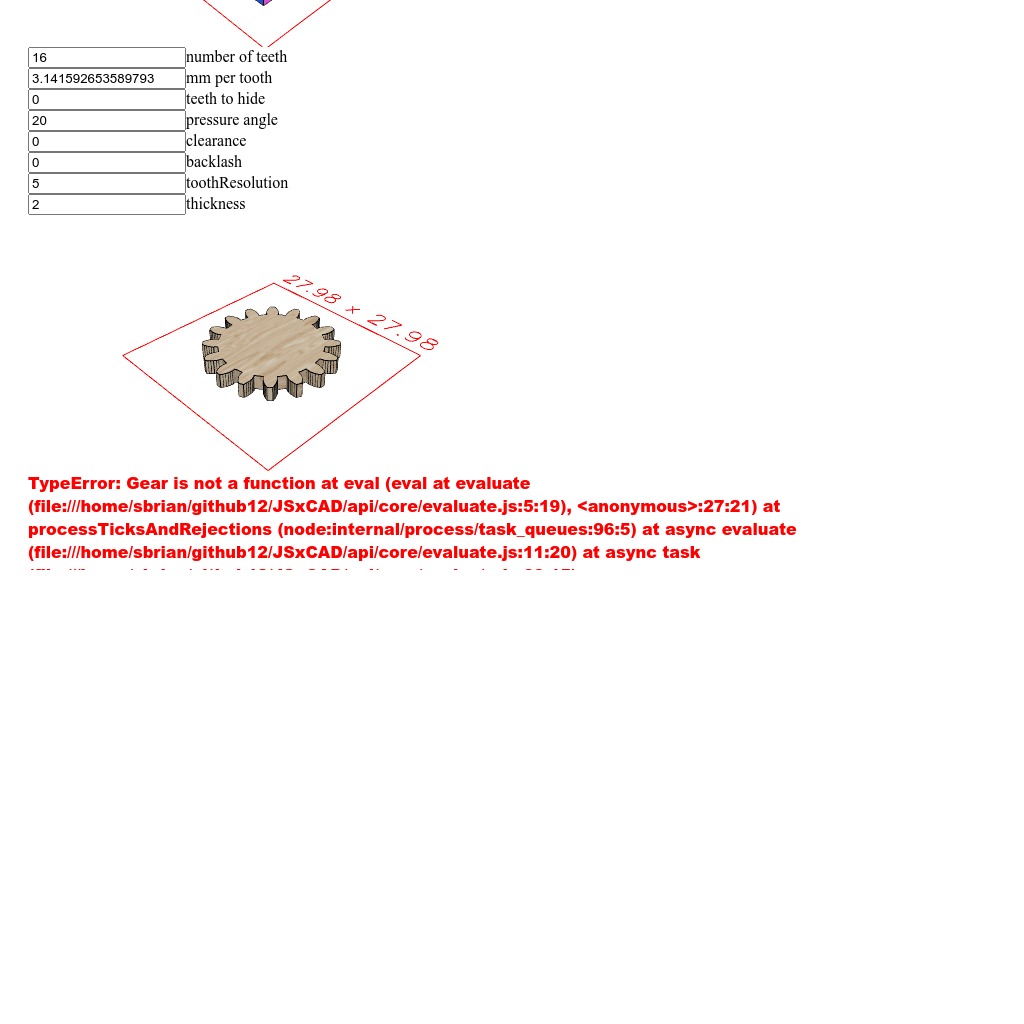 16 number of teeth
3.141592653589793 mm per tooth
0 teeth to hide
20 pressure angle
0 clearance
0 backlash
5 toothResolution
2 thickness
27.98 x 27.98
TypeError: Gear is not a function at eval (eval at evaluate
(file:///home/sbrian/github12/JSxCAD/api/core/evaluate.js:5:19), <anonymous>:27:21) at
processTicksAndRejections (node:internal/process/task_queues:96:5) at async evaluate
(file:///home/sbrian/github12/JSxCAD/api/core/evaluate.js:11:20) at async task